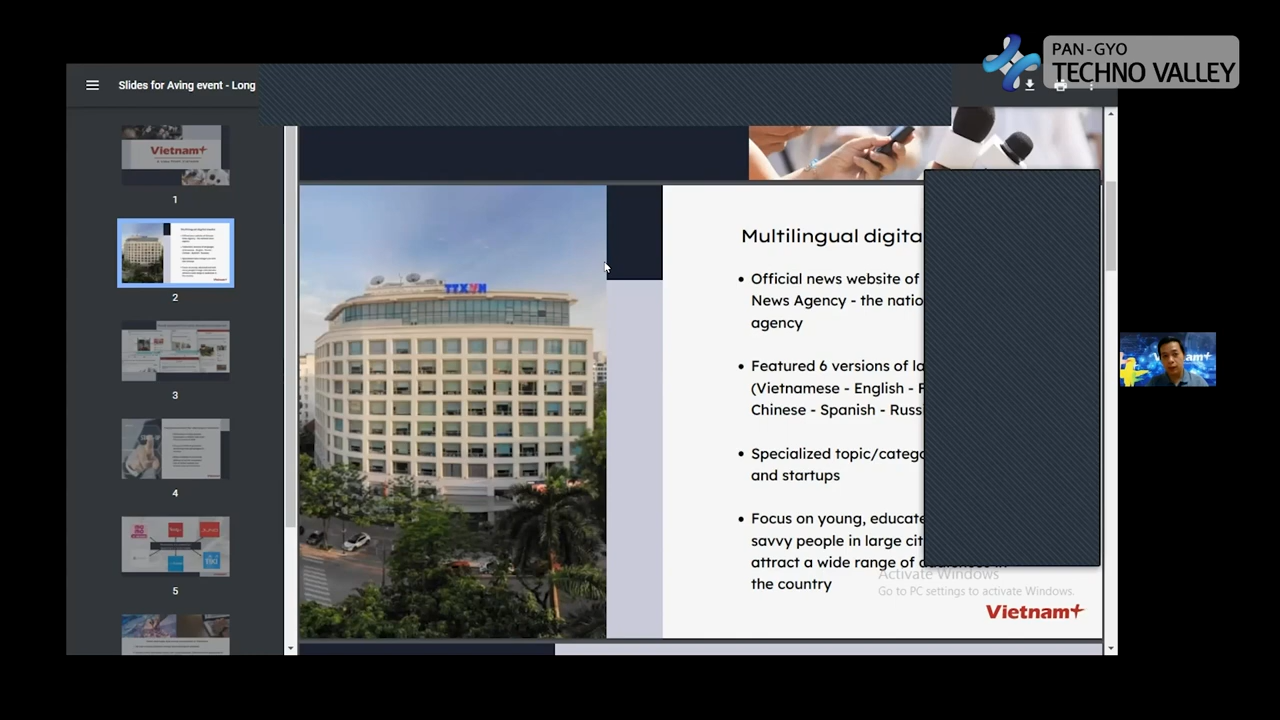 PAN-GYO
TECHNO VALLEY
Slides for Aving event - Long
Vietnam+
1
2
3
4
5
TTXVN
Multilingual digita
• Official news website of
News Agency - the natio
agency
• Featured 6 versions of la
(Vietnamese - English - F
Chinese - Spanish - Russ
• Specialized topic/catego
and startups
• Focus on young, educate
savvy people in large cit
attract a wide range of audiences in
the country
Activate Windows
Go to PC settings to activate Windows.
Vietnam+